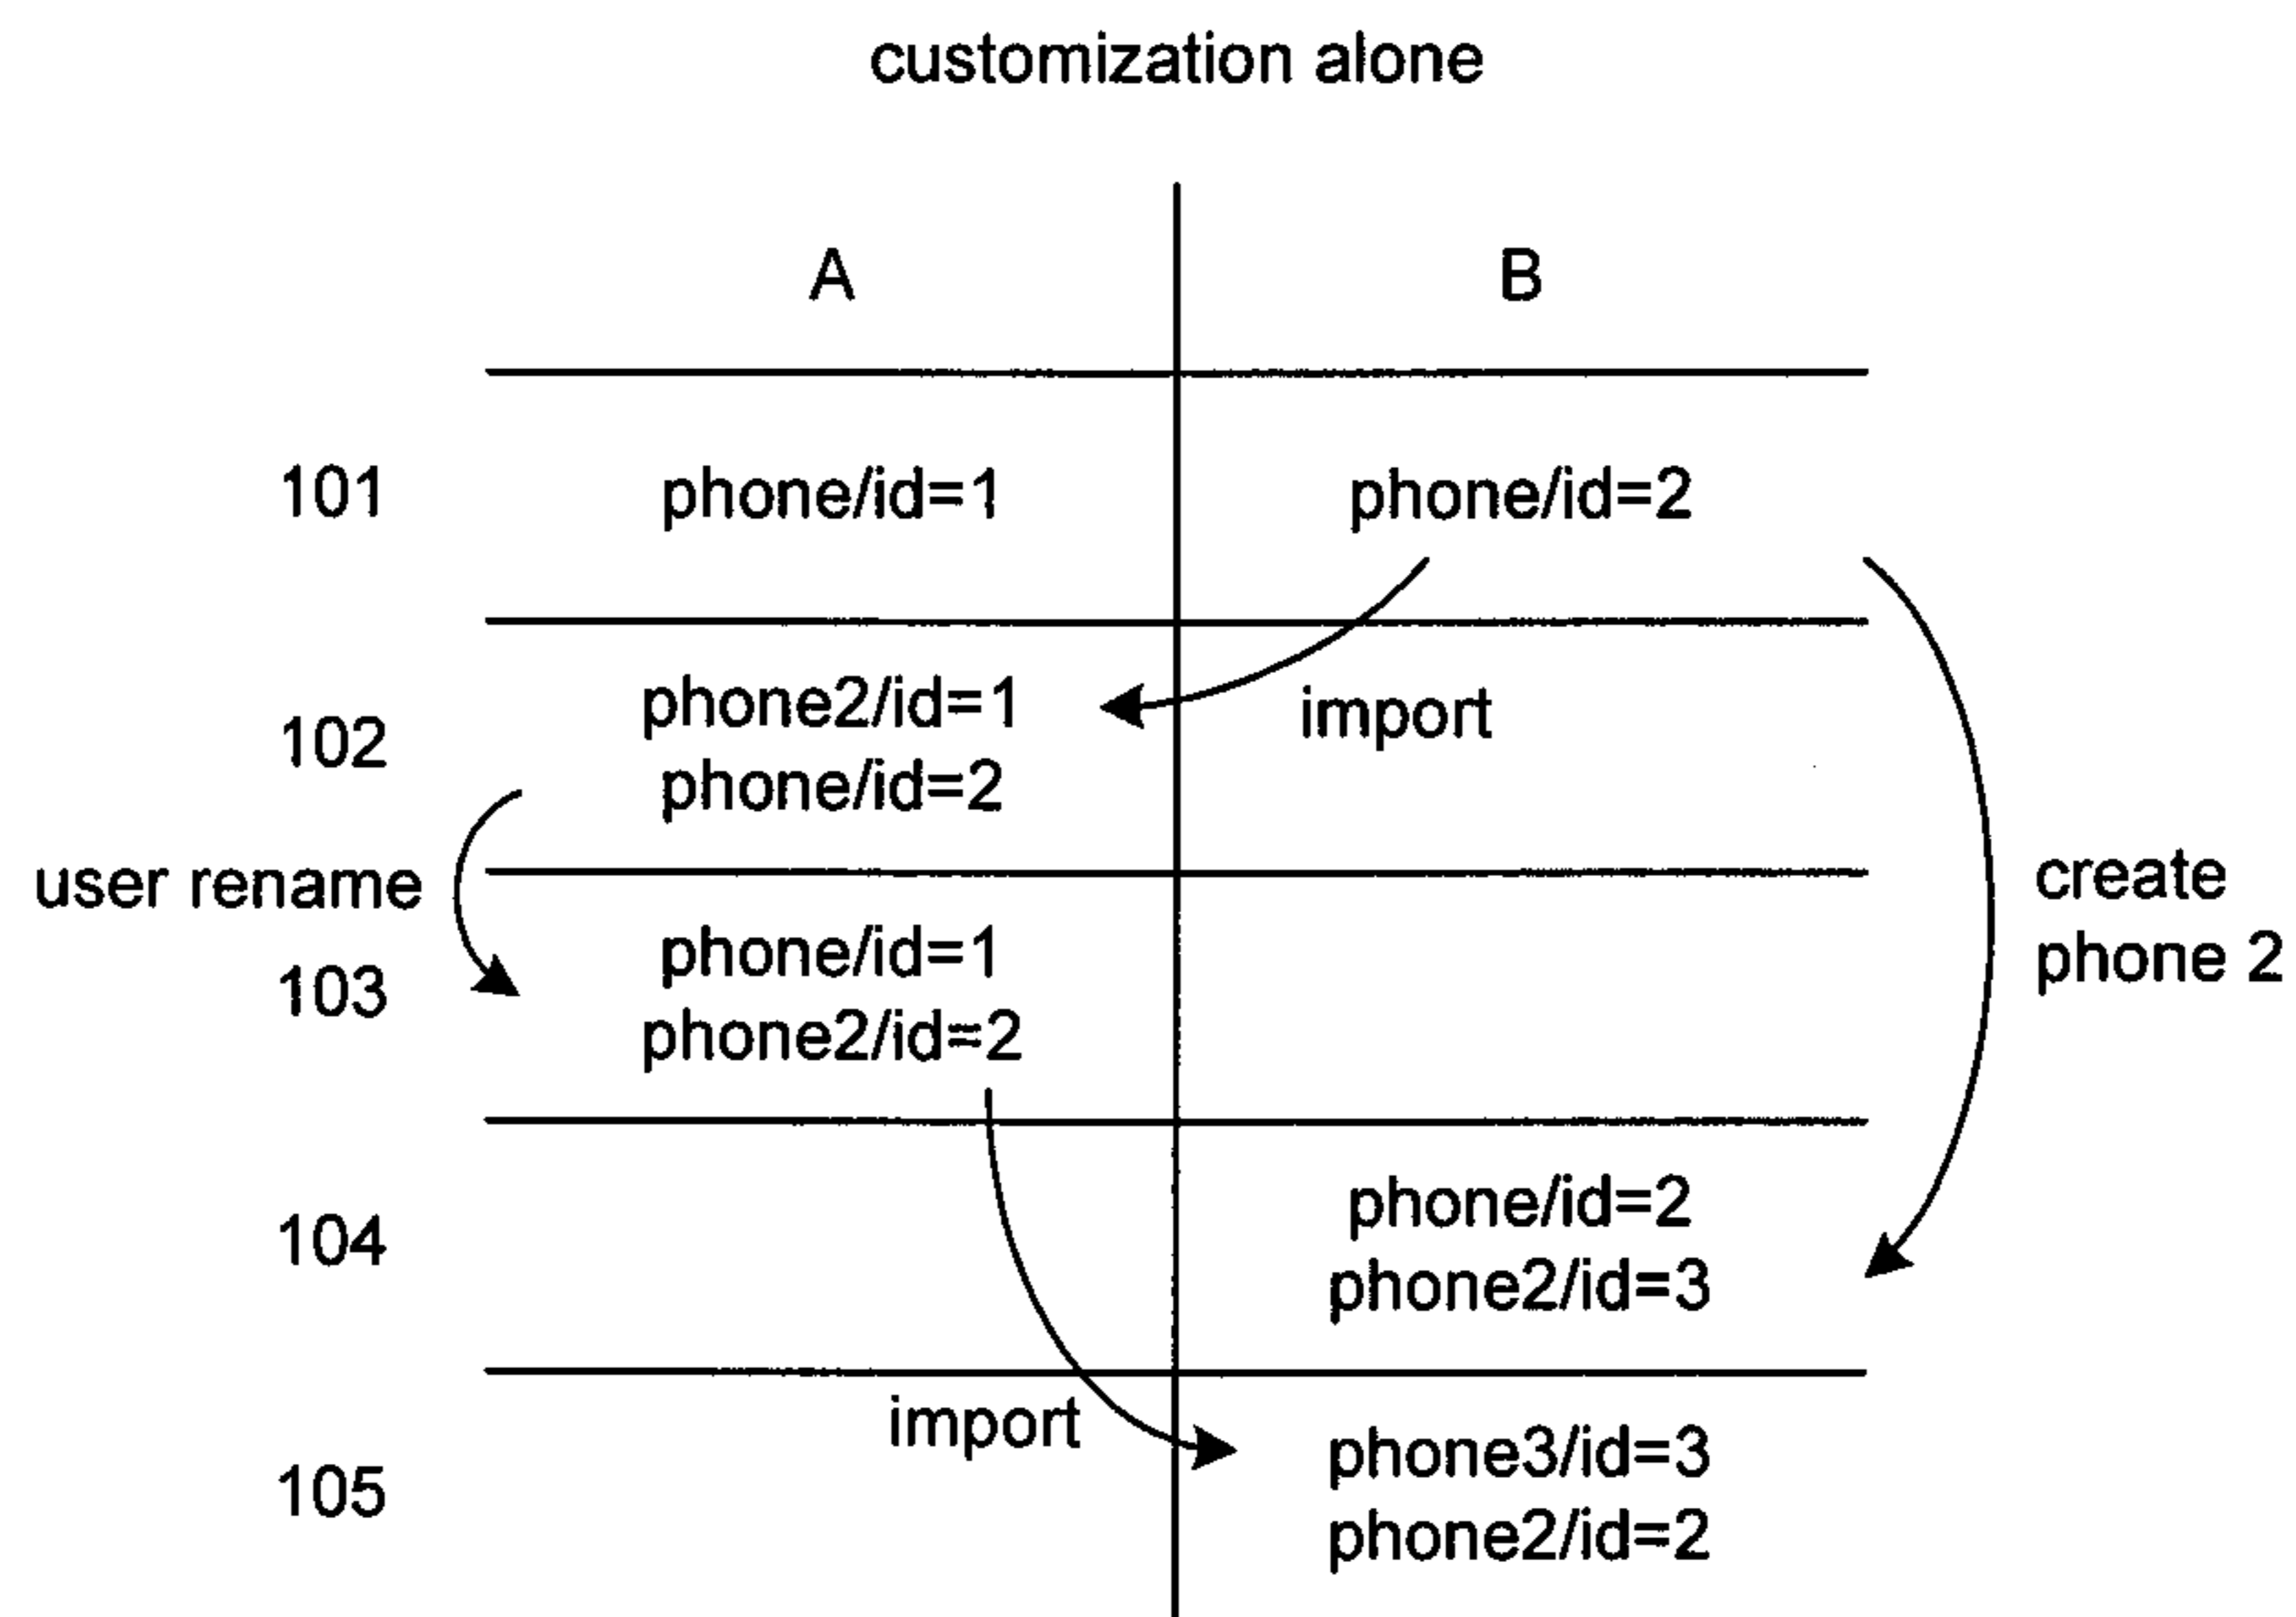 customization alone
A
B
101
phone/id=1
phone/id=2
102
phone2/id=1
phone/id=2
import
user rename
103
phone/id=1
phone2/id=2
create
phone 2
104
phone/id=2
phone2/id=3
import
105
phone3/id=3
phone2/id=2